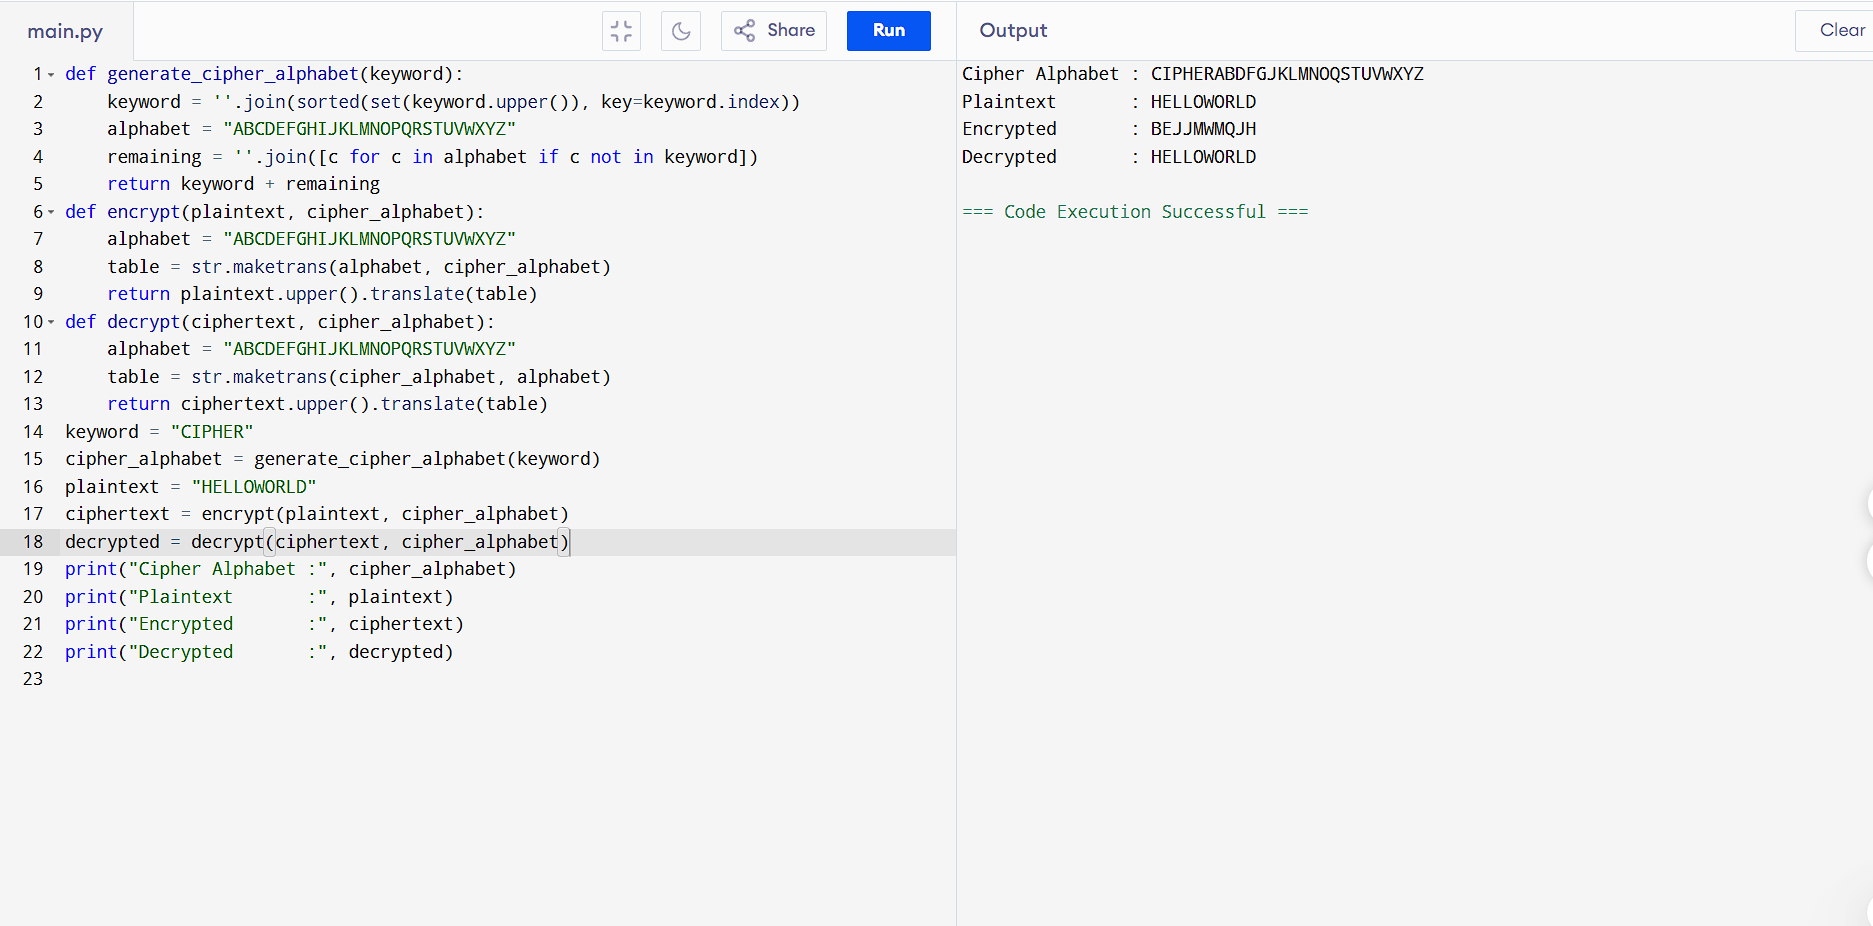 main.py
Share
Run
Output
Clear
1 def generate_cipher_alphabet(keyword):
2     keyword = ''.join(sorted(set(keyword.upper()), key=keyword.index))
3     alphabet = "ABCDEFGHIJKLMNOPQRSTUVWXYZ"
4     remaining = ''.join([c for c in alphabet if c not in keyword])
5     return keyword + remaining
6 def encrypt(plaintext, cipher_alphabet):
7     alphabet = "ABCDEFGHIJKLMNOPQRSTUVWXYZ"
8     table = str.maketrans(alphabet, cipher_alphabet)
9     return plaintext.upper().translate(table)
10 def decrypt(ciphertext, cipher_alphabet):
11     alphabet = "ABCDEFGHIJKLMNOPQRSTUVWXYZ"
12     table = str.maketrans(cipher_alphabet, alphabet)
13     return ciphertext.upper().translate(table)
14 keyword = "CIPHER"
15 cipher_alphabet = generate_cipher_alphabet(keyword)
16 plaintext = "HELLOWORLD"
17 ciphertext = encrypt(plaintext, cipher_alphabet)
18 decrypted = decrypt(ciphertext, cipher_alphabet)
19 print("Cipher Alphabet :", cipher_alphabet)
20 print("Plaintext       :", plaintext)
21 print("Encrypted       :", ciphertext)
22 print("Decrypted       :", decrypted)
23
Cipher Alphabet : CIPHERABDFGJKLMNOQSTUVWXYZ
Plaintext       : HELLOWORLD
Encrypted       : BEJJMWMQJH
Decrypted       : HELLOWORLD
=== Code Execution Successful ===